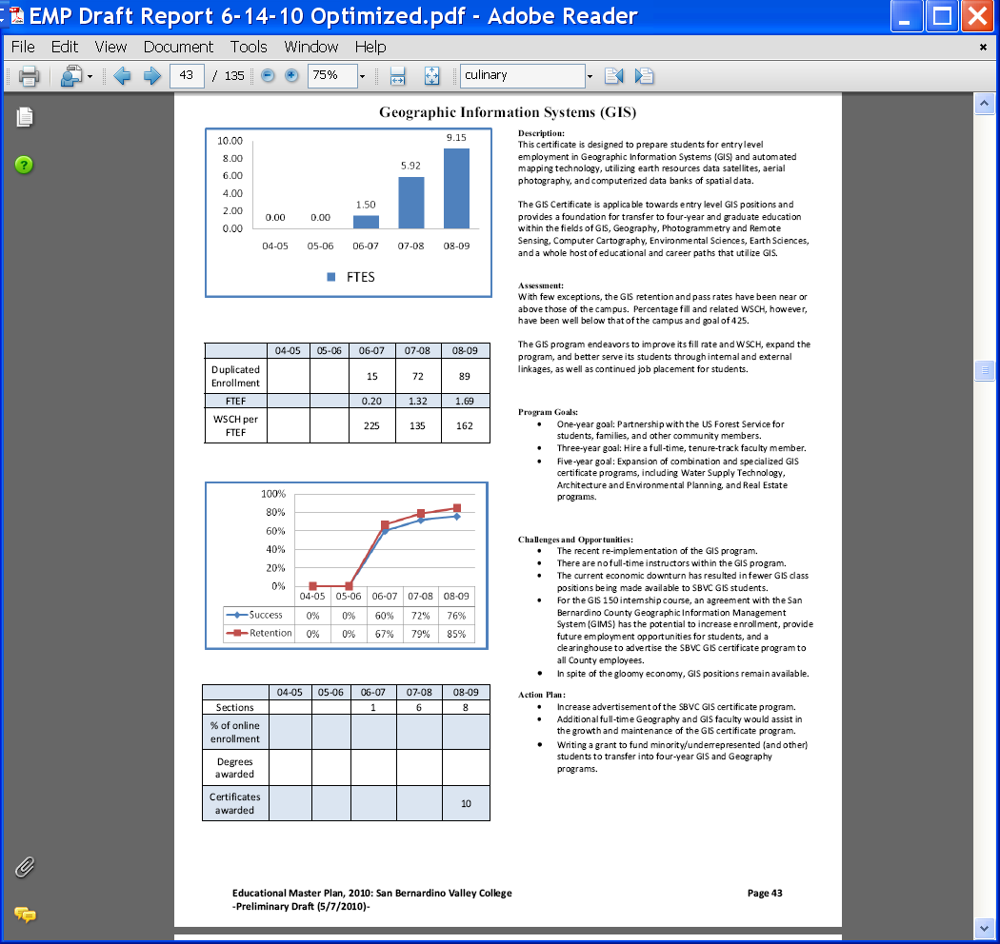 EMP Draft Report 6-14-10 Optimized.pdf - Adobe Reader
File Edit View Document Tools Window Help
43 / 135 75% culinary
Geographic Information Systems (GIS)
10.00
8.00
6.00
4.00
2.00
0.00
0.00 0.00 1.50 5.92 9.15
04-05 05-06 06-07 07-08 08-09
FTES
04-05 05-06 06-07 07-08 08-09
Duplicated
Enrollment 15 72 89
FTEF 0.20 1.32 1.69
WSCH per
FTEF 225 135 162
100%
80%
60%
40%
20%
0%
04-05 05-06 06-07 07-08 08-09
Success 0% 0% 60% 72% 76%
Retention 0% 0% 67% 79% 85%
04-05 05-06 06-07 07-08 08-09
Sections 1 6 8
% of online
enrollment
Degrees
awarded
Certificates
awarded 10
Description:
This certificate is designed to prepare students for entry level
employment in Geographic Information Systems (GIS) and automated
mapping technology, utilizing earth resources data satellites, aerial
photography, and computerized data banks of spatial data.
The GIS Certificate is applicable towards entry level GIS positions and
provides a foundation for transfer to four-year and graduate education
within the fields of GIS, Geography, Photogrammetry and Remote
Sensing, Computer Cartography, Environmental Sciences, Earth Sciences,
and a whole host of educational and career paths that utilize GIS.
Assessment:
With few exceptions, the GIS retention and pass rates have been near or
above those of the campus. Percentage fill and related WSCH, however,
have been well below that of the campus and goal of 425.
The GIS program endeavors to improve its fill rate and WSCH, expand the
program, and better serve its students through internal and external
linkages, as well as continued job placement for students.
Program Goals:
• One-year goal: Partnership with the US Forest Service for
students, families, and other community members.
• Three-year goal: Hire a full-time, tenure-track faculty member.
• Five-year goal: Expansion of combination and specialized GIS
certificate programs, including Water Supply Technology,
Architecture and Environmental Planning, and Real Estate
programs.
Challenges and Opportunities:
• The recent re-implementation of the GIS program.
• There are no full-time instructors within the GIS program.
• The current economic downturn has resulted in fewer GIS class
positions being made available to SBVC GIS students.
• For the GIS 150 internship course, an agreement with the San
Bernardino County Geographic Information Management
System (GIMS) has the potential to increase enrollment, provide
future employment opportunities for students, and a
clearinghouse to advertise the SBVC GIS certificate program to
all County employees.
• In spite of the gloomy economy, GIS positions remain available.
Action Plan:
• Increase advertisement of the SBVC GIS certificate program.
• Additional full-time Geography and GIS faculty would assist in
the growth and maintenance of the GIS certificate program.
• Writing a grant to fund minority/underrepresented (and other)
students to transfer into four-year GIS and Geography
programs.
Educational Master Plan, 2010: San Bernardino Valley College Page 43
-Preliminary Draft (5/7/2010)-